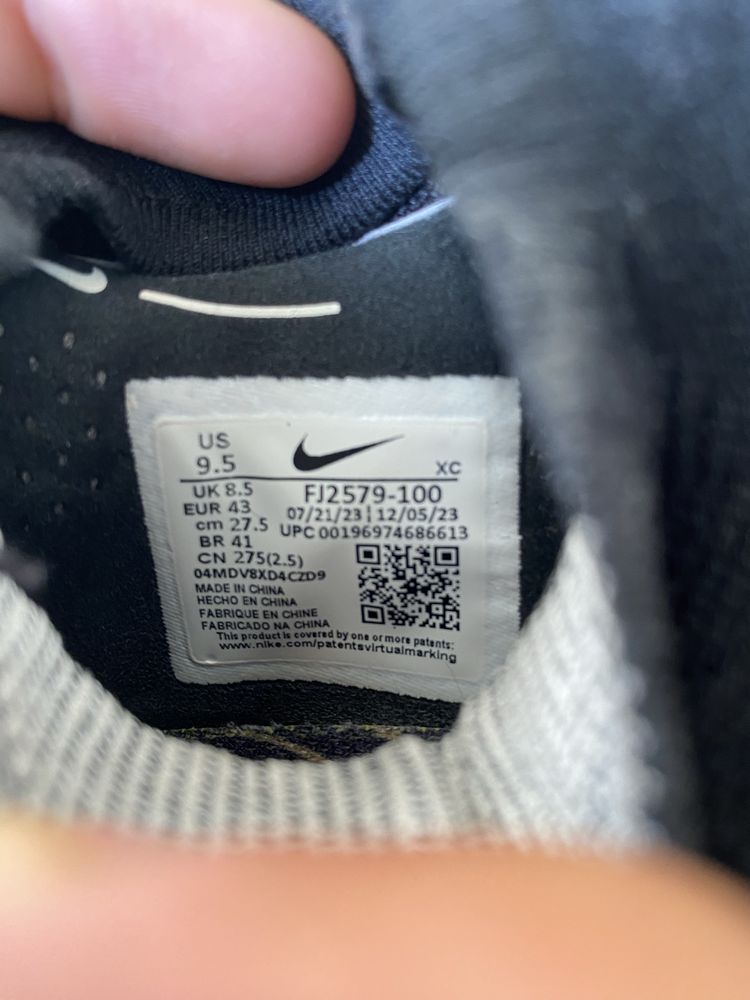 US
9.5
XC
UK 8.5
EUR 43
cm 27.5
BR 41
CN 275(2.5)
FJ2579-100
07/21/23 | 12/05/23
UPC 00196974686613
04MDV8XD4CZD9
MADE IN CHINA
HECHO EN CHINA
FABRIQUE EN CHINE
FABRICADO NA CHINA
This product is covered by one or more patents:
www.nike.com/patentsvirtualmarking